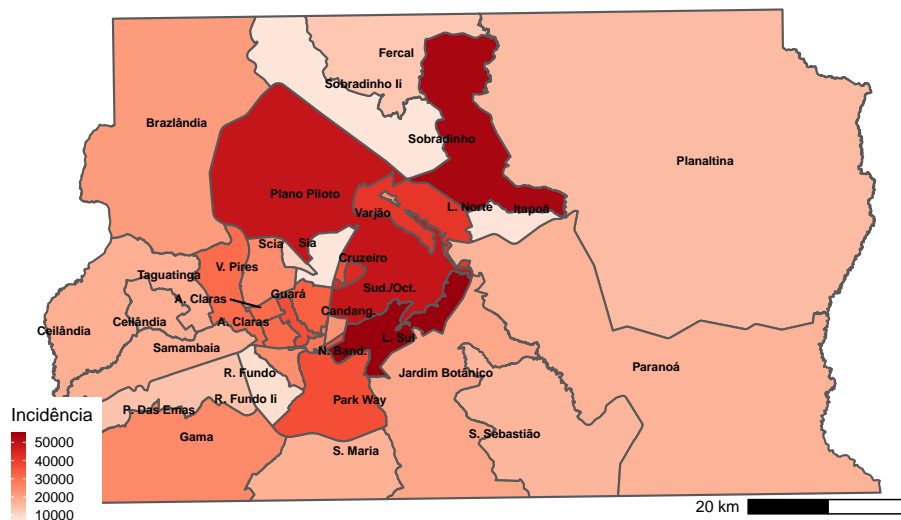 Fercal
Sobradinho Ii
Brazlândia
Sobradinho
Planaltina
Plano Piloto
L. Norte
Itapoã
Varjão
Scia
Sia
Cruzeiro
V. Pires
Taguatinga
Sud./Oct.
A. Claras
Guará
Candang.
Ceilândia
Ceilândia
A. Claras
L. Sul
Samambaia
N. Band.
Paranoá
R. Fundo
Jardim Botânico
R. Fundo Ii
Park Way
P. Das Emas
Gama
S. Sebastião
S. Maria
Incidência
50000
40000
30000
20000
10000
20 km